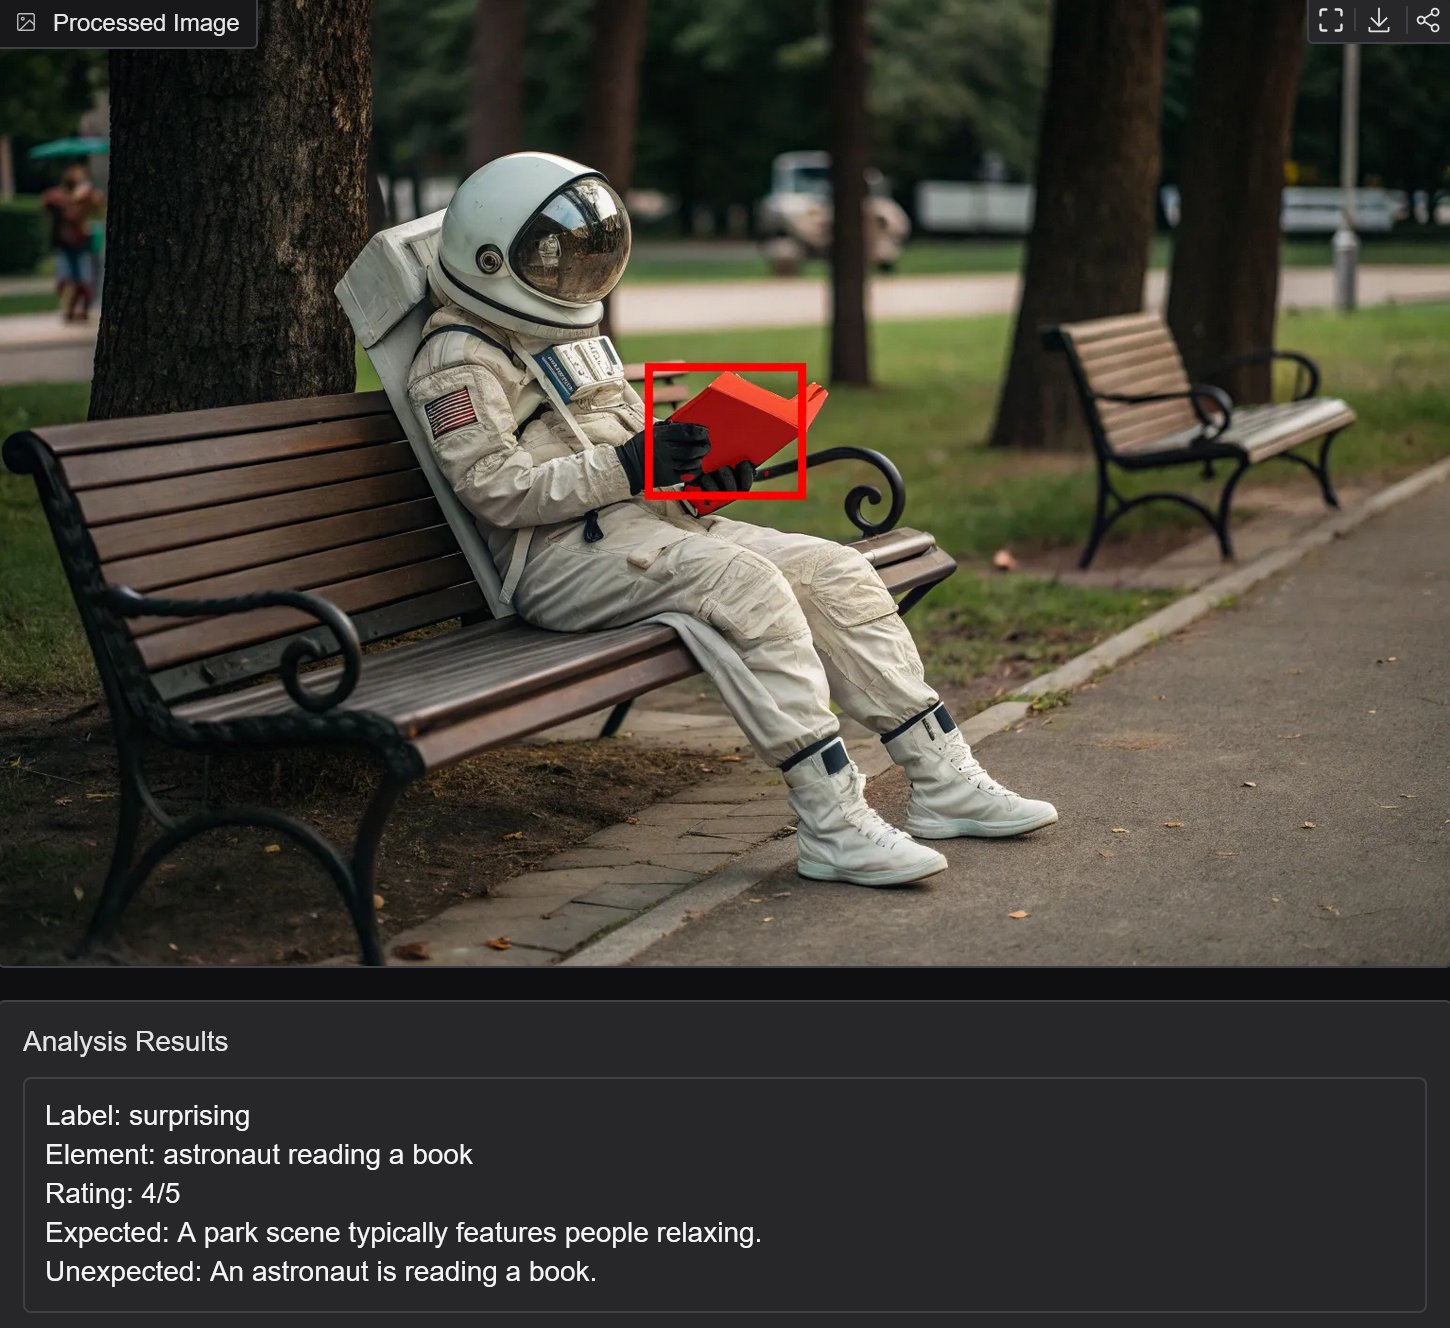 Processed Image
Analysis Results
Label: surprising
Element: astronaut reading a book
Rating: 4/5
Expected: A park scene typically features people relaxing.
Unexpected: An astronaut is reading a book.